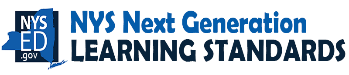 NYS
ED
.gov
NYS Next Generation
LEARNING STANDARDS